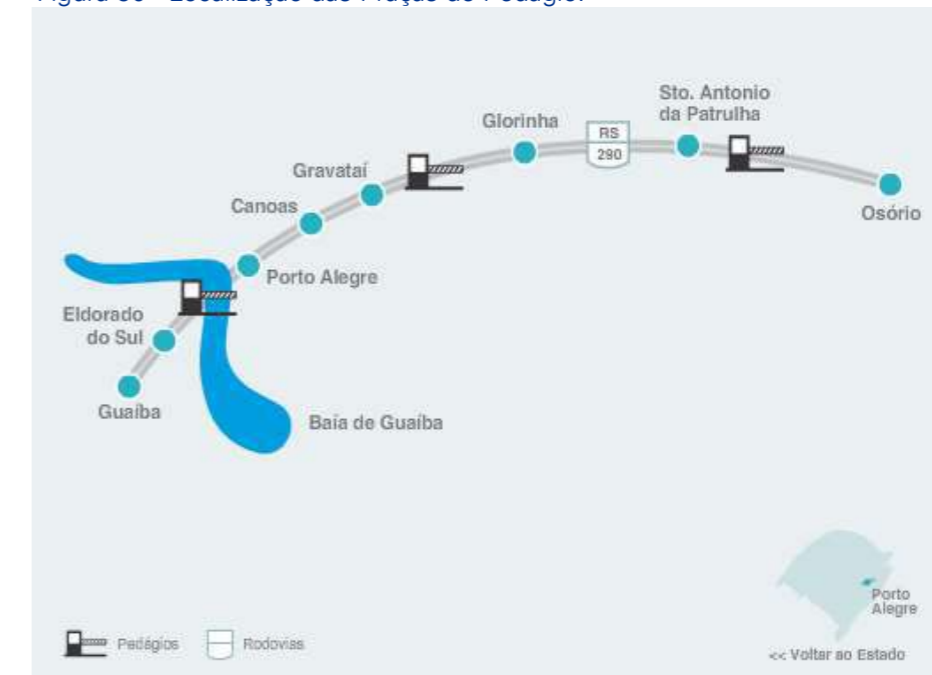 Sto. Antonio
da Patrulha
Glorinha
RS
290
Gravataí
Canoas
Osório
Porto Alegre
Eldorado
do Sul
Guaíba
Baía de Guaíba
Porto
Alegre
Pedágios
Rodovias
<< Voltar ao Estado